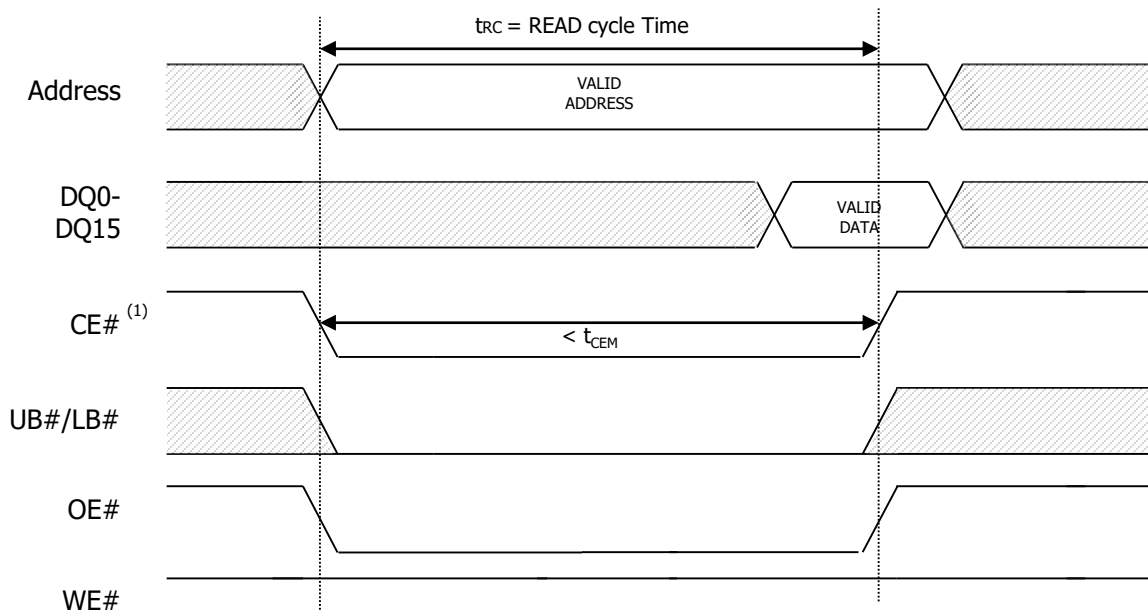 tRC = READ cycle Time
Address
VALID
ADDRESS
DQ0-
DQ15
VALID
DATA
CE# (1)
< tCEM
UB#/LB#
OE#
WE#